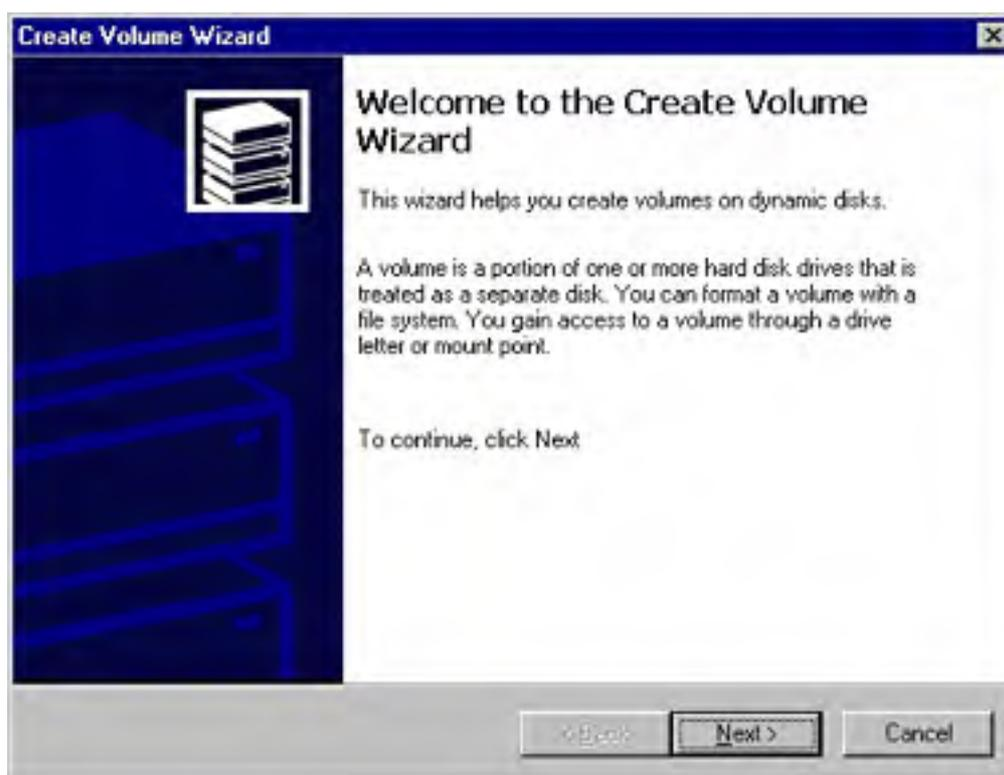 Create Volume Wizard
Welcome to the Create Volume
Wizard
This wizard helps you create volumes on dynamic disks.
A volume is a portion of one or more hard disk drives that is
treated as a separate disk. You can format a volume with a
file system. You gain access to a volume through a drive
letter or mount point.
To continue, click Next
< Back
Next >
Cancel